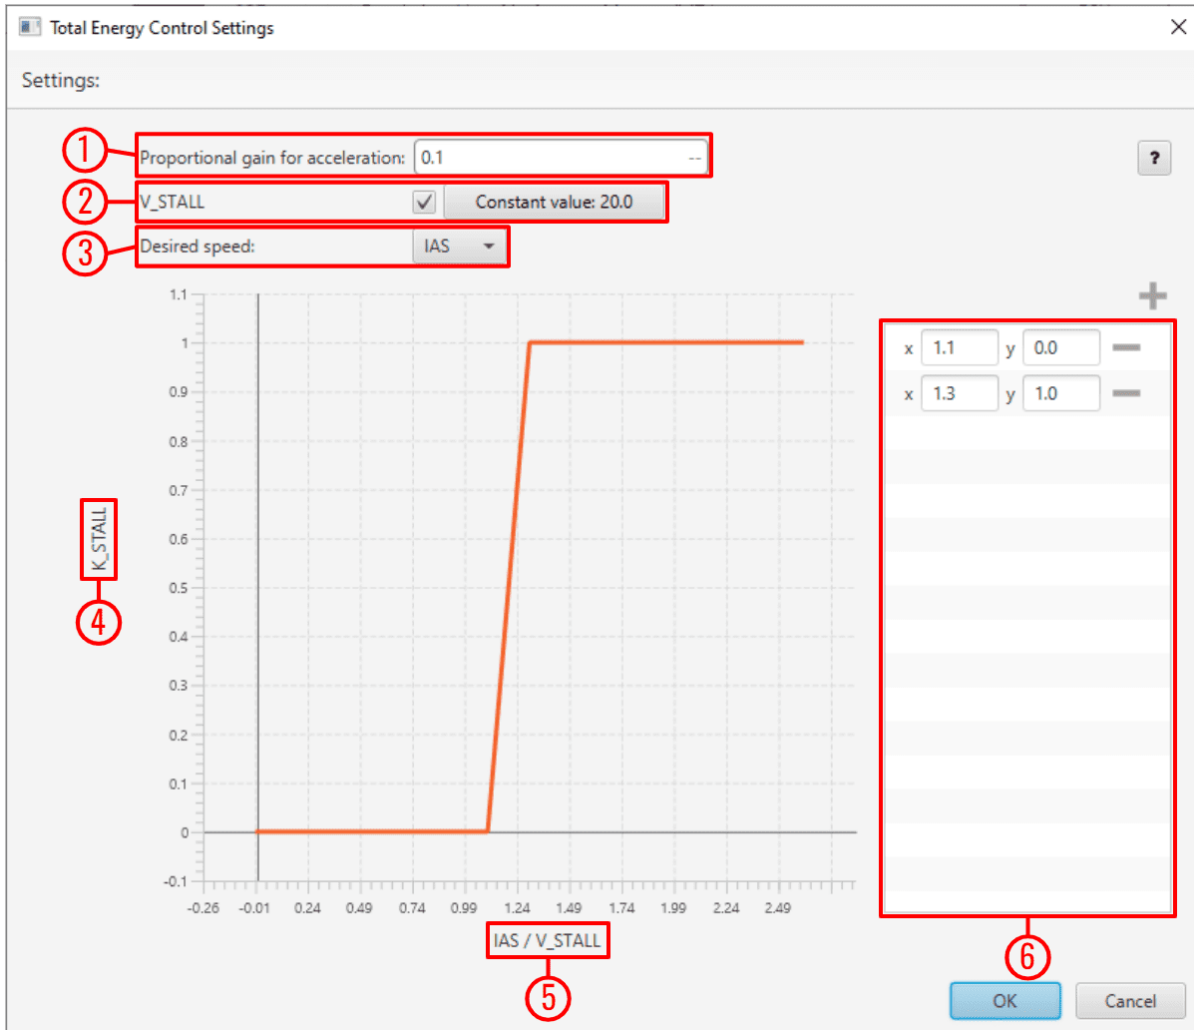 Total Energy Control Settings
Settings:
1 Proportional gain for acceleration: 0.1 -- ?
2 V_STALL Constant value: 20.0
3 Desired speed: IAS
1.1
1
0.9
0.8
0.7
0.6
0.5
0.4
0.3
0.2
0.1
0
-0.1
K_STALL
4
-0.26 -0.01 0.24 0.49 0.74 0.99 1.24 1.49 1.74 1.99 2.24 2.49
IAS / V_STALL
5
x 1.1 y 0.0
x 1.3 y 1.0
6
OK Cancel